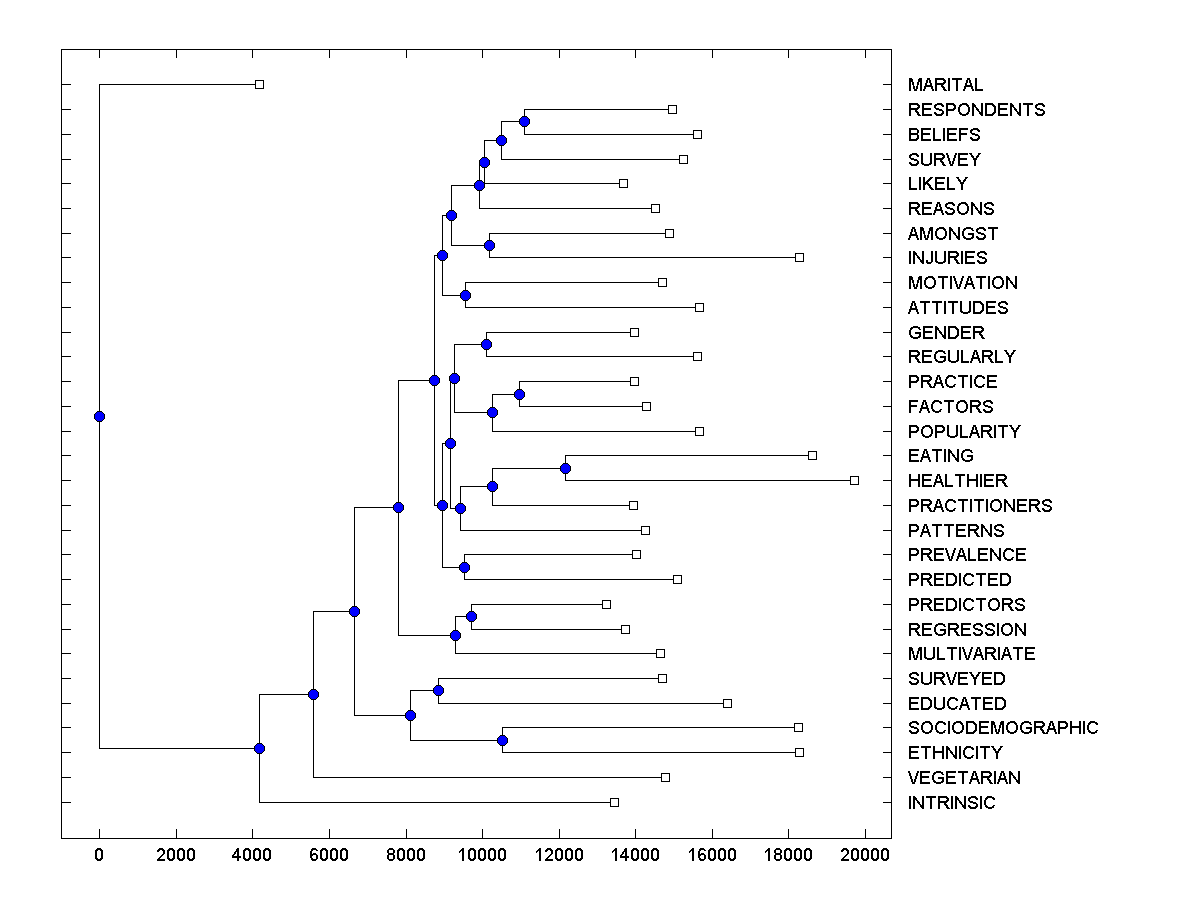 MARITAL
RESPONDENTS
BELIEFS
SURVEY
LIKELY
REASONS
AMONGST
INJURIES
MOTIVATION
ATTITUDES
GENDER
REGULARLY
PRACTICE
FACTORS
POPULARITY
EATING
HEALTHIER
PRACTITIONERS
PATTERNS
PREVALENCE
PREDICTED
PREDICTORS
REGRESSION
MULTIVARIATE
SURVEYED
EDUCATED
SOCIODEMOGRAPHIC
ETHNICITY
VEGETARIAN
INTRINSIC
0 2000 4000 6000 8000 10000 12000 14000 16000 18000 20000